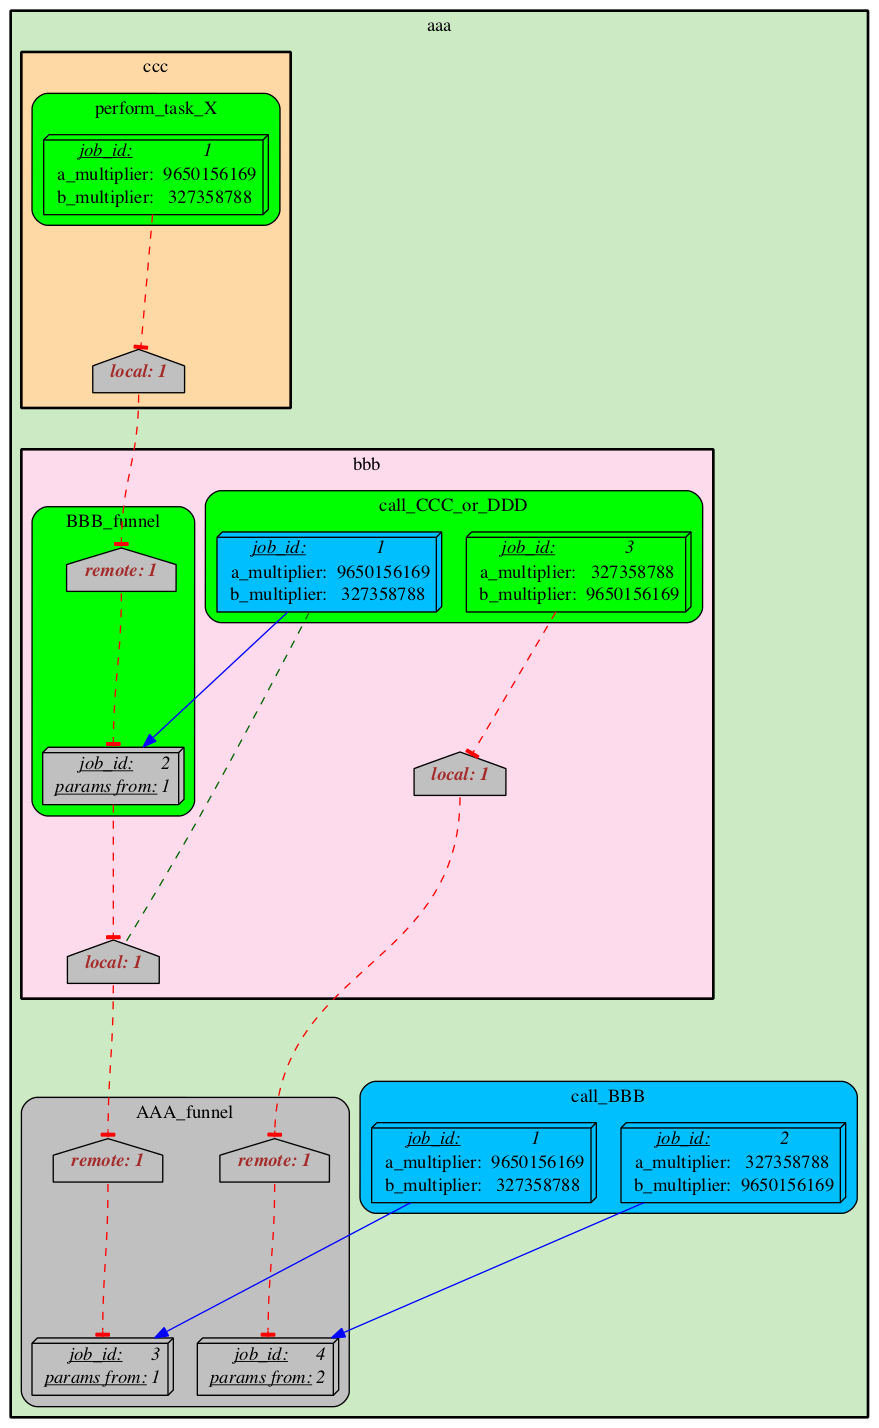 aaa
ccc
perform_task_X
job_id: 1
a_multiplier: 9650156169
b_multiplier: 327358788
local: 1
bbb
BBB_funnel
remote: 1
call_CCC_or_DDD
job_id: 1
a_multiplier: 9650156169
b_multiplier: 327358788
job_id: 3
a_multiplier: 327358788
b_multiplier: 9650156169
job_id: 2
params from: 1
local: 1
local: 1
AAA_funnel
remote: 1
remote: 1
call_BBB
job_id: 1
a_multiplier: 9650156169
b_multiplier: 327358788
job_id: 2
a_multiplier: 327358788
b_multiplier: 9650156169
job_id: 3
params from: 1
job_id: 4
params from: 2